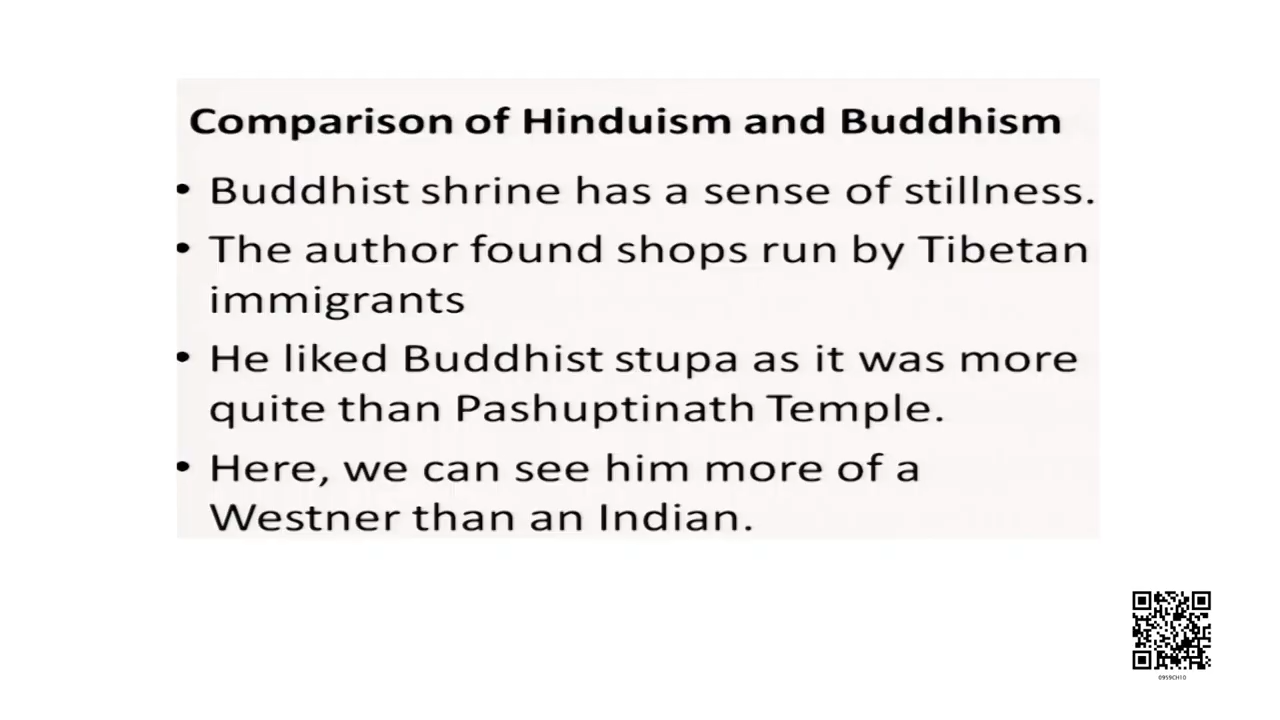 Comparison of Hinduism and Buddhism
• Buddhist shrine has a sense of stillness.
• The author found shops run by Tibetan
immigrants
• He liked Buddhist stupa as it was more
quite than Pashuptinath Temple.
• Here, we can see him more of a
Westner than an Indian.
0959CH10